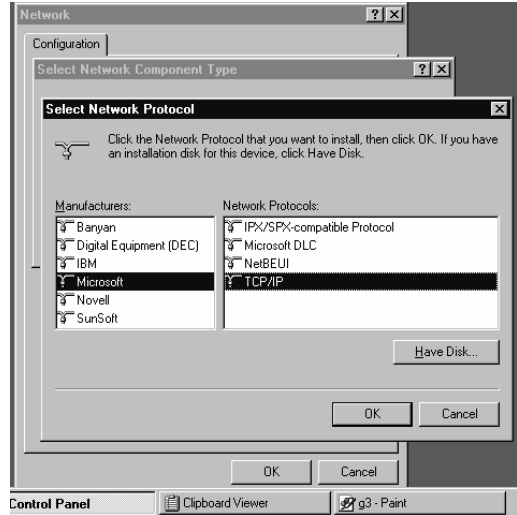 Network
Configuration
Select Network Component Type
Select Network Protocol
Click the Network Protocol that you want to install, then click OK. If you have
an installation disk for this device, click Have Disk.
Manufacturers:
Banyan
Digital Equipment (DEC)
IBM
Microsoft
Novell
SunSoft
Network Protocols:
IPX/SPX-compatible Protocol
Microsoft DLC
NetBEUI
TCP/IP
Have Disk...
OK
Cancel
OK
Cancel
Control Panel
Clipboard Viewer
g3 - Paint